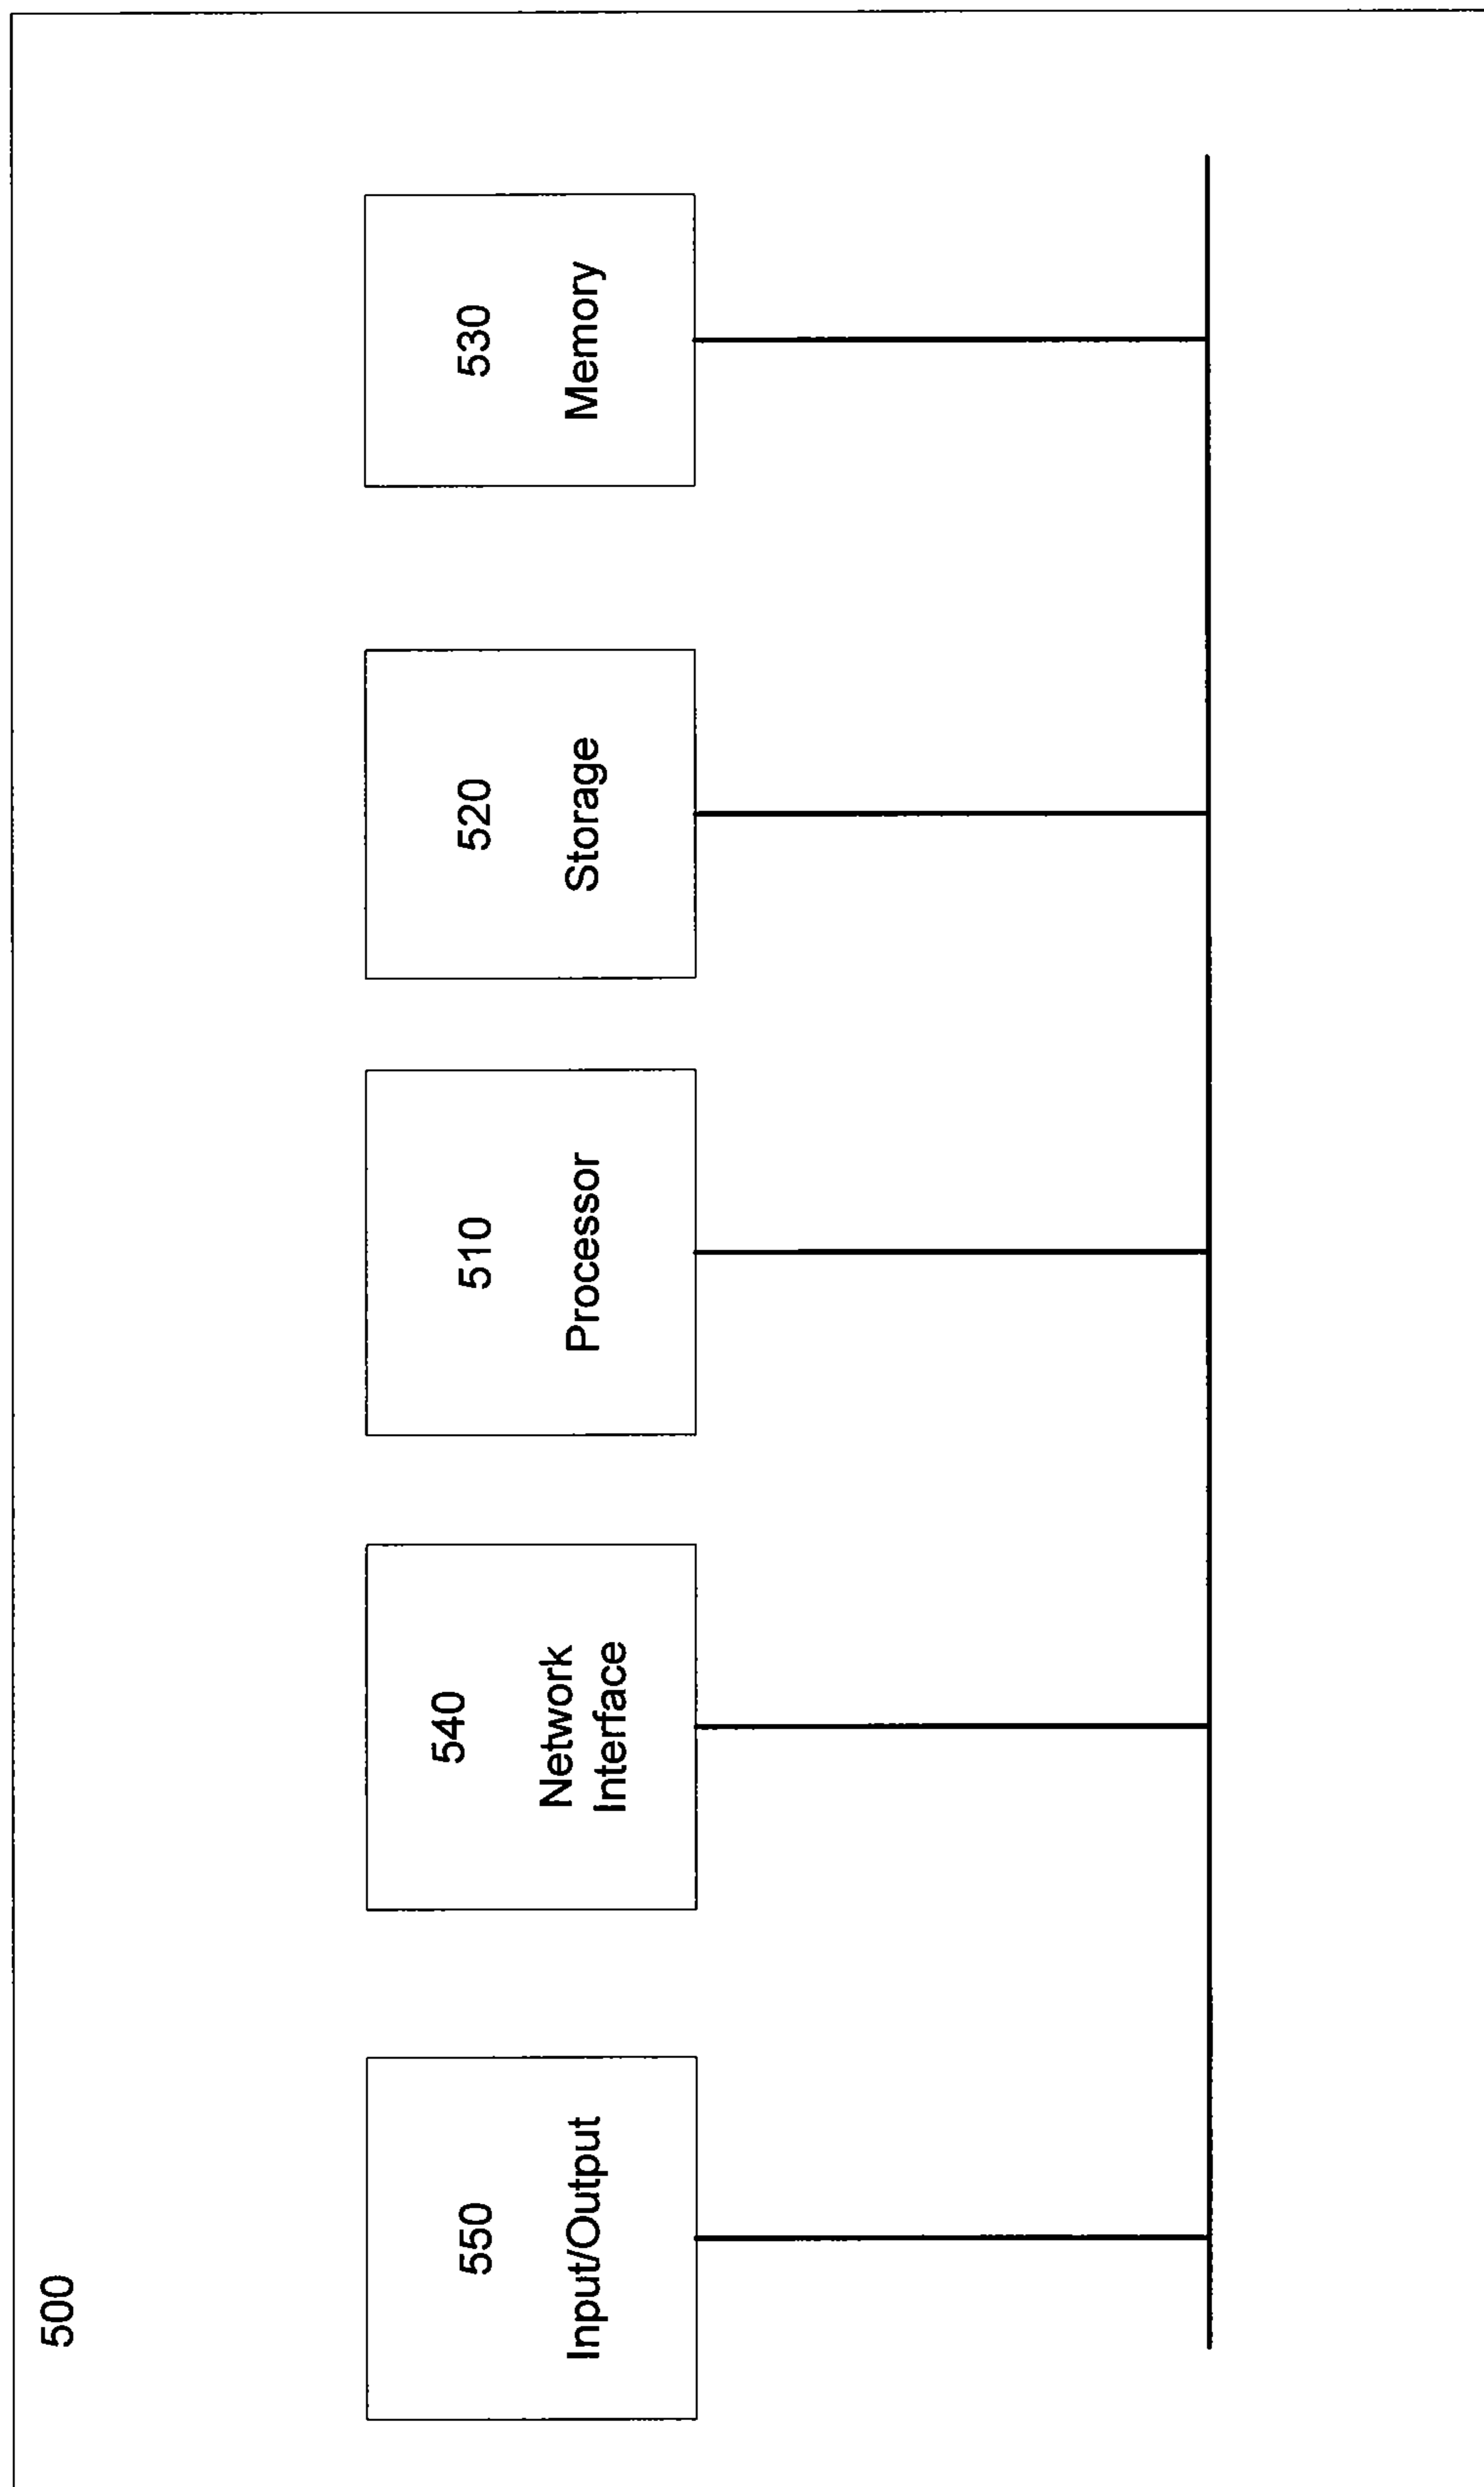 500
550
Input/Output
540
Network
Interface
510
Processor
520
Storage
530
Memory